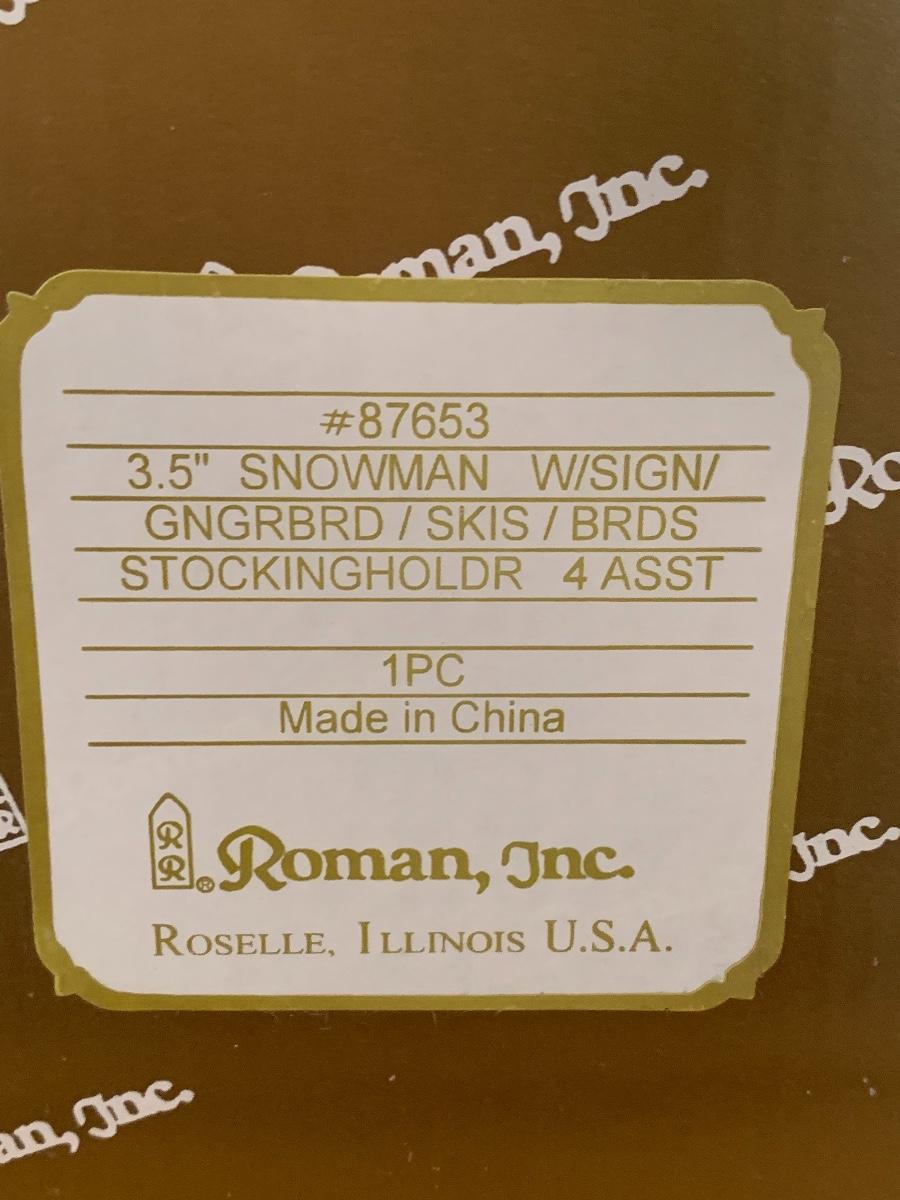 Roman, Inc.
#87653
3.5" SNOWMAN W/SIGN/
GNGRBRD / SKIS / BRDS
STOCKINGHOLDR 4 ASST
1PC
Made in China
R
R
® Roman, Inc.
ROSELLE, ILLINOIS U.S.A.
Ro
Inc.
an, Inc.